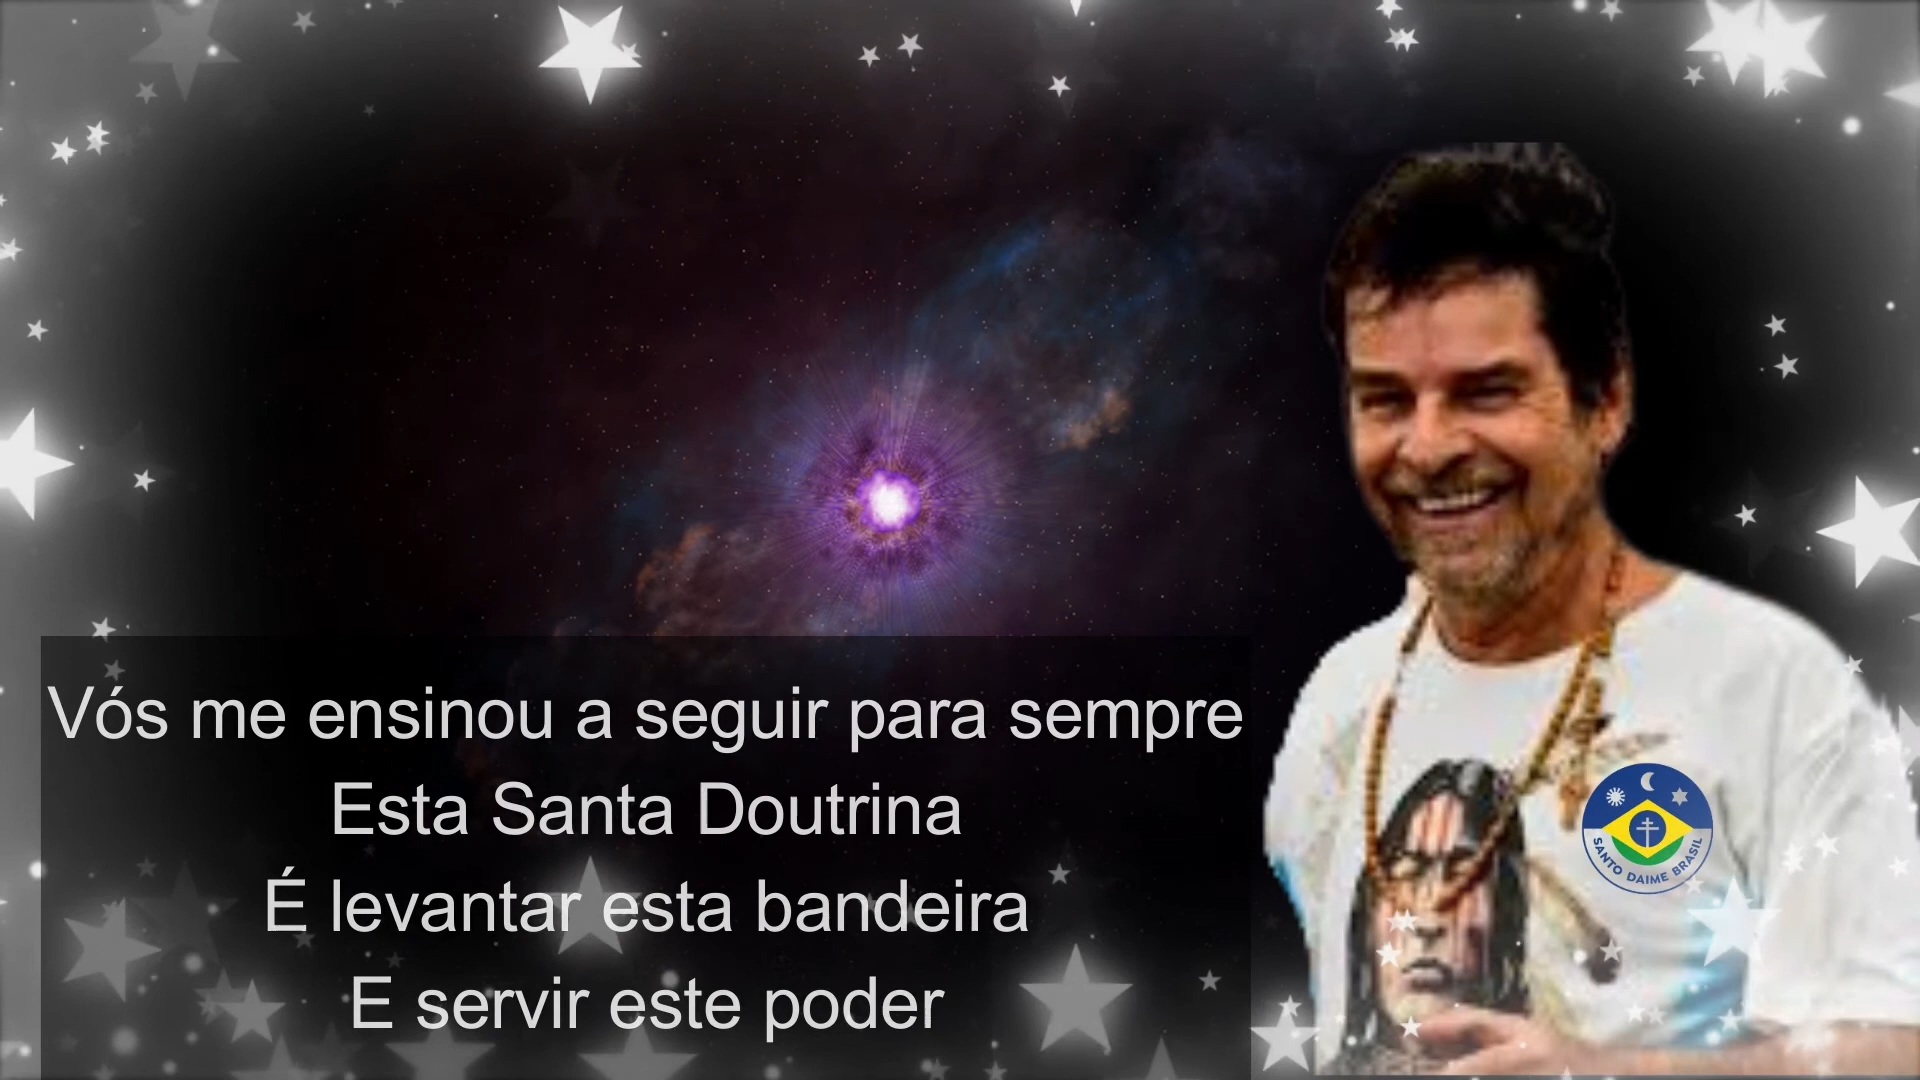 Vós me ensinou a seguir para sempre
Esta Santa Doutrina
É levantar esta bandeira
E servir este poder
SANTO DAIME BRASIL